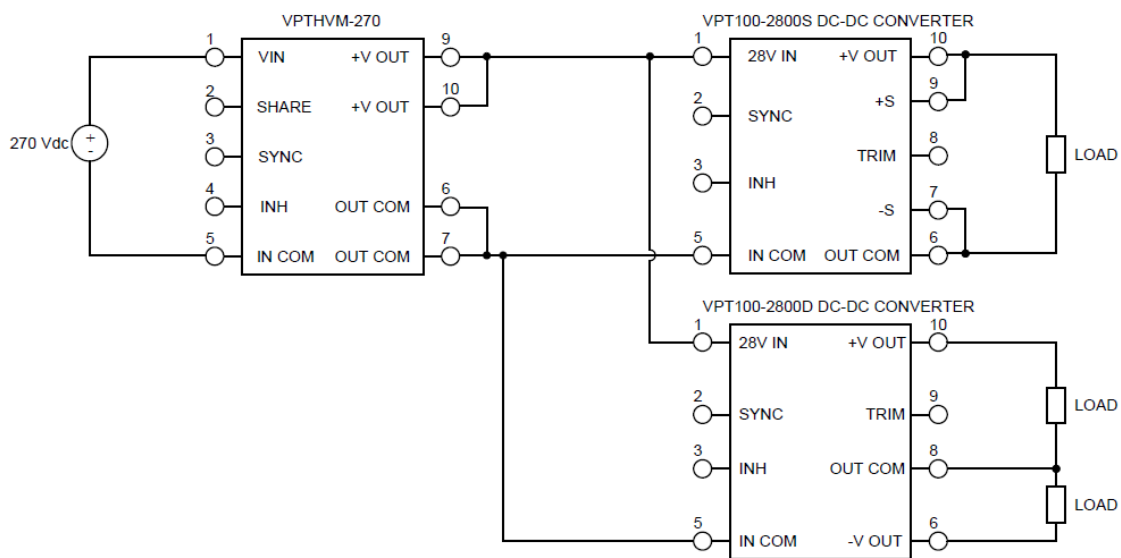 VPTHVM-270
1 VIN +V OUT 9
2 SHARE +V OUT 10
3 SYNC
4 INH OUT COM 6
5 IN COM OUT COM 7
270 Vdc
+
-
VPT100-2800S DC-DC CONVERTER
1 28V IN +V OUT 10
+S 9
2 SYNC
TRIM 8
3 INH
-S 7
5 IN COM OUT COM 6
LOAD
VPT100-2800D DC-DC CONVERTER
1 28V IN +V OUT 10
2 SYNC TRIM 9
3 INH OUT COM 8
5 IN COM -V OUT 6
LOAD
LOAD